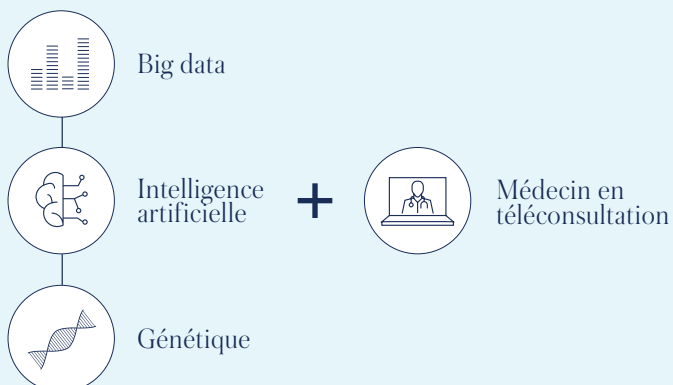 Big data
Intelligence
artificielle
+
Médecin en
téléconsultation
Génétique